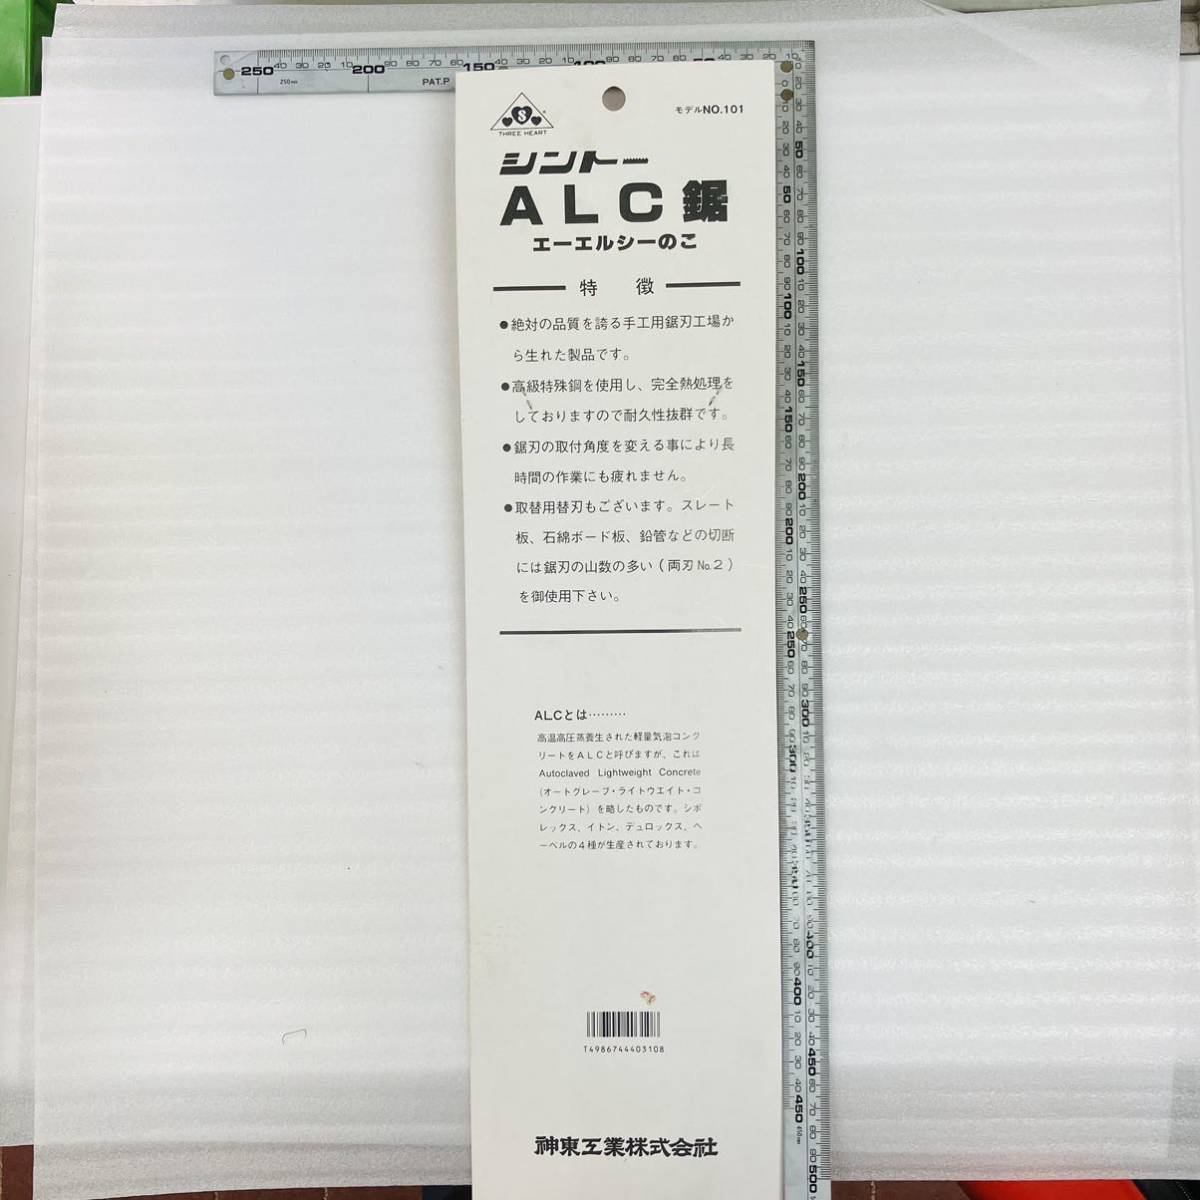 THREE HEART
モデルNO.101
シントー
ALC鋸
エーエルシーのこ
特 徴
●絶対の品質を誇る手工用鋸刃工場か
ら生れた製品です。
●高級特殊鋼を使用し、完全熱処理を
しておりますので耐久性抜群です。
●鋸刃の取付角度を変える事により長
時間の作業にも疲れません。
●取替用替刃もございます。スレート
板、石綿ボード板、鉛管などの切断
には鋸刃の山数の多い(両刃No.2)
を御使用下さい。
ALCとは………
高温高圧蒸養生された軽量気泡コンク
リートをALCと呼びますが、これは
Autoclaved Lightweight Concrete
(オートグレーブ・ライトウエイト・コ
ンクリート)を略したものです。シポ
レックス、イトン、デュロックス、ヘ
ーベルの4種が生産されております。
T4986744403108
神東工業株式会社
PAT.P